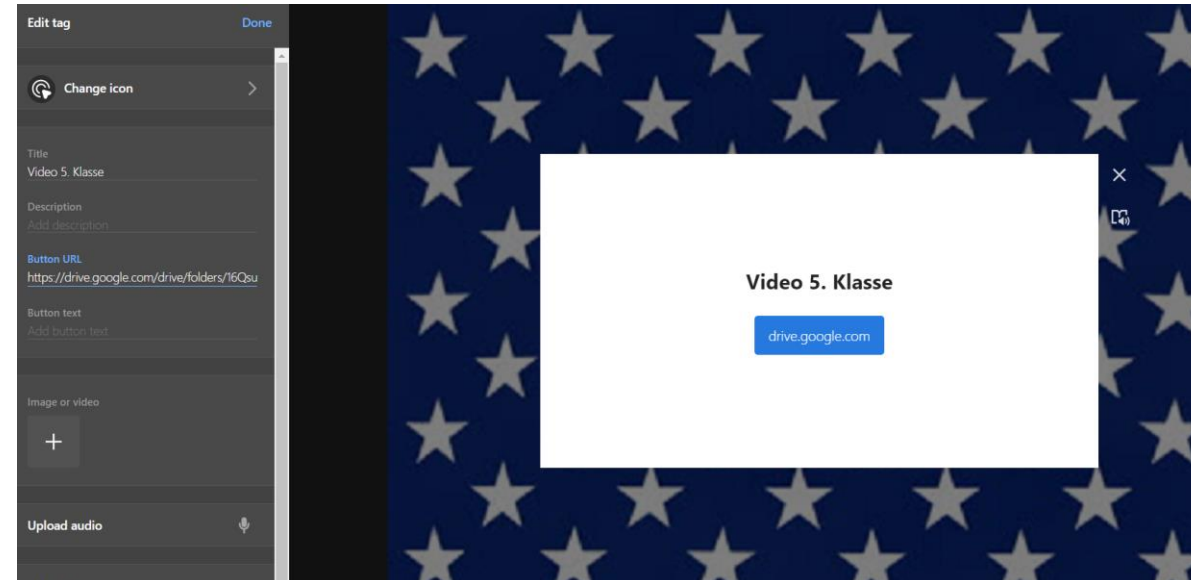 Edit tag Done
Change icon
Title
Video 5. Klasse
Description
Add description
Button URL
https://drive.google.com/drive/folders/16Qsu
Button text
Add button text
Image or video
Upload audio
Video 5. Klasse
drive.google.com